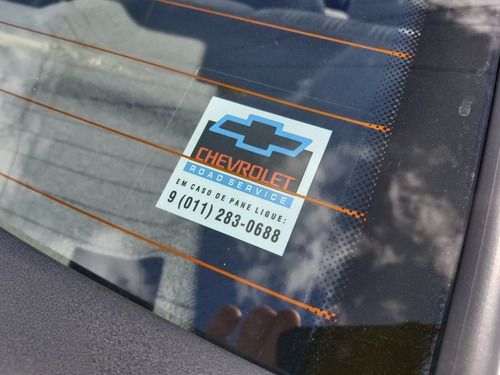 CHEVROLET
ROAD SERVICE
EM CASO DE PANE LIGUE:
9 (011) 283-0688